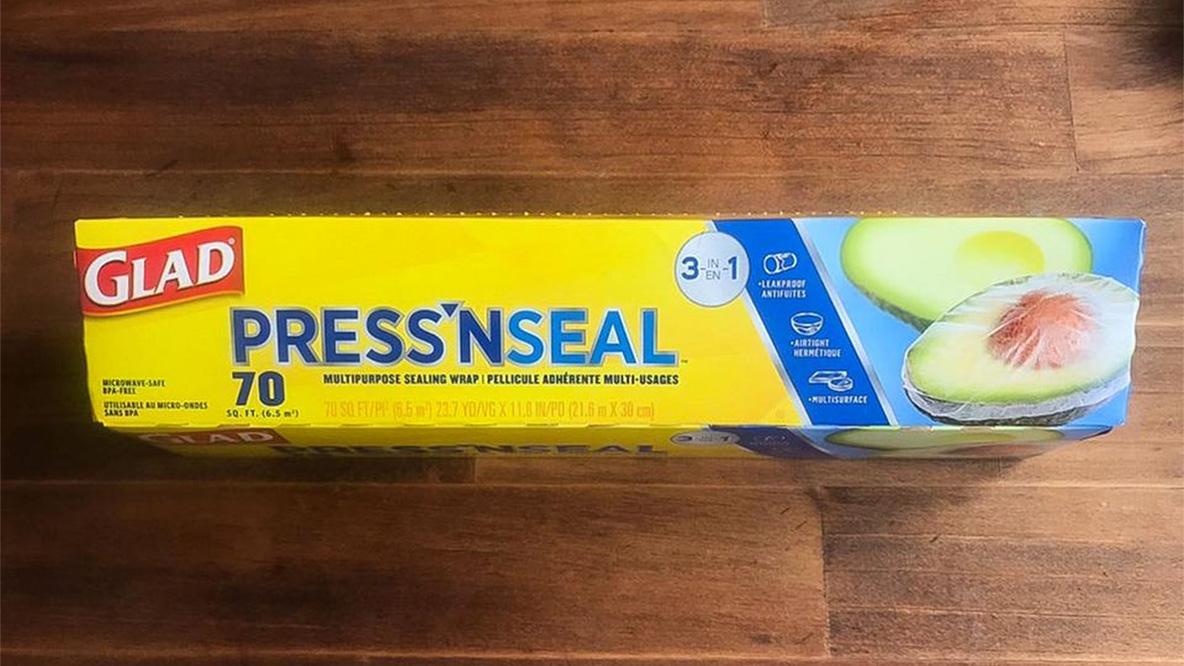 GLAD®
PRESS'NSEAL™
70
SQ. FT. (6.5 m²)
MULTIPURPOSE SEALING WRAP | PELLICULE ADHÉRENTE MULTI-USAGES
70 SQ FT/PI² (6.5 m²) 23.7 YD/VG X 11.8 IN/PO (21.6 m X 30 cm)
MICROWAVE-SAFE
BPA-FREE
UTILISABLE AU MICRO-ONDES
SANS BPA
3-IN-1
EN
•LEAKPROOF
ANTIFUITES
•AIRTIGHT
HERMÉTIQUE
•MULTISURFACE
GLAD
PRESS'NSEAL
3-IN-1